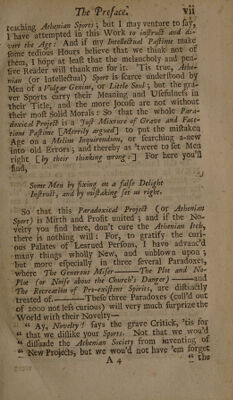 The Preface. vii
teaching Athenian Sports; but I may venture to say,
I have attempted in this Work to instruct and di-
vert the Age: And if my Intellectual Pastime make
some tedious Hours believe that we think not of
them, I hope at least that the melancholy and pen-
sive Reader will thank me for it. 'Tis true, Athe-
nian (or Intellectual) Sport is scarce understood by
Men of a Vulgar Genius, or Little Soul; but the gra-
ver Sports carry their Meaning and Usefulness in
their Title, and the more Jocose are not without
their most Solid Morals: So that the whole Para-
doxical Project is a Just Mixture of Grave and Face-
tious Pastime [Merrily argued] to put the mistaken
Age on a Melius Inquirendum, or searching a-new
into old Errors; and thereby as 'twere to set Men
right [by their thinking wrong:] For here you'll
find,
Some Men by fixing on a false Delight
Instruct, and by mistaking set us right.
So that this Paradoxical Project (or Athenian
Sport) is Mirth and Profit united; and if the No-
velty you find here, don't cure the Athenian Itch,
there is nothing will: For, to gratify the curi-
ous Palates of Learned Persons, I have advanc'd
many things wholly New, and unblown upon;
but more especially in three several Paradoxes,
where The Generous Miser——The Plot and No-
Plot (or Noise about the Church's Danger)——and
The Recreation of Pre-existent Spirits, are distinctly
treated of.——These three Paradoxes (cull'd out
of 2000 not less curious) will very much surprize the
World with their Novelty—
" Ay, Novelty! says the grave Critick, 'tis for
" that we dislike your Sports. Not that we wou'd
" dissuade the Athenian Society from inventing of
" New Projects, but we wou'd not have 'em forget
A 4 " the